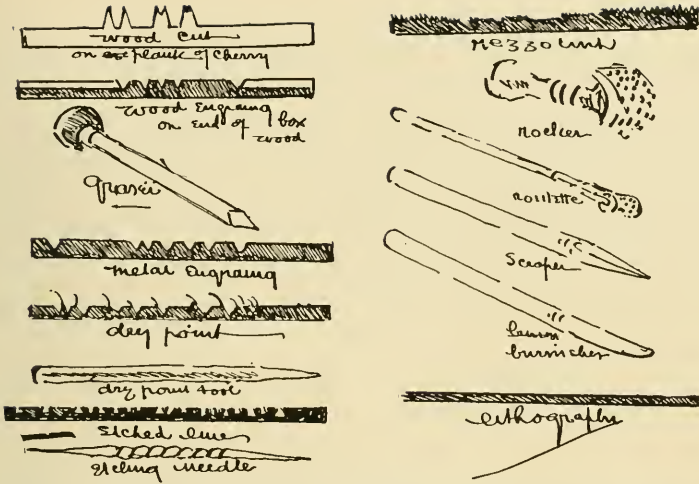 wood cut
on plank of cherry
wood Engraving
on End of box
wood
Graver
metal Engraving
dry point
dry point tool
Etched line
Etching needle
mezzotint
rocker
roulette
Scraper
burnisher
lithography